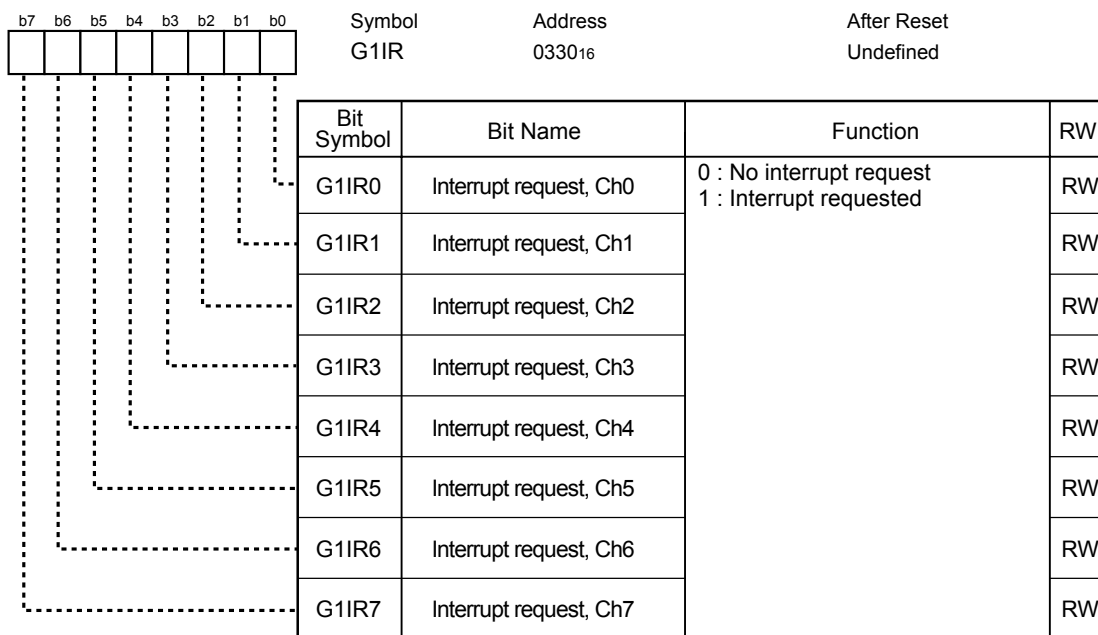 b7 b6 b5 b4 b3 b2 b1 b0
Symbol Address After Reset
G1IR 033016 Undefined
Bit Symbol Bit Name Function RW
G1IR0 Interrupt request, Ch0 0 : No interrupt request RW
1 : Interrupt requested
G1IR1 Interrupt request, Ch1 RW
G1IR2 Interrupt request, Ch2 RW
G1IR3 Interrupt request, Ch3 RW
G1IR4 Interrupt request, Ch4 RW
G1IR5 Interrupt request, Ch5 RW
G1IR6 Interrupt request, Ch6 RW
G1IR7 Interrupt request, Ch7 RW